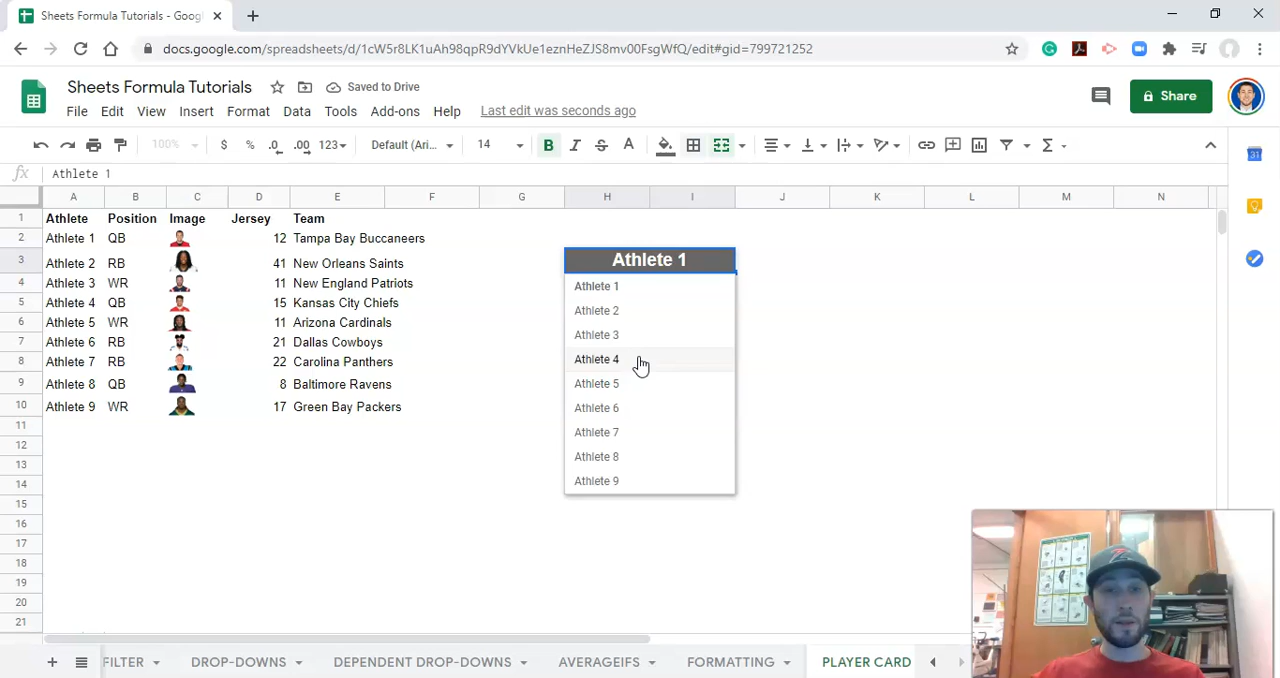 Sheets Formula Tutorials - Goog
docs.google.com/spreadsheets/d/1cW5r8LK1uAh98qpR9dYVkUe1eznHeZJS8mv00FsgWfQ/edit#gid=799721252
Sheets Formula Tutorials
Saved to Drive
File Edit View Insert Format Data Tools Add-ons Help Last edit was seconds ago
Share
100% $ % .0 .00 123 Default (Ari... 14 B I S A Σ
fx Athlete 1
A B C D E F G H I J K L M N
1 Athlete Position Image Jersey Team
2 Athlete 1 QB 12 Tampa Bay Buccaneers
3 Athlete 2 RB 41 New Orleans Saints
4 Athlete 3 WR 11 New England Patriots
5 Athlete 4 QB 15 Kansas City Chiefs
6 Athlete 5 WR 11 Arizona Cardinals
7 Athlete 6 RB 21 Dallas Cowboys
8 Athlete 7 RB 22 Carolina Panthers
9 Athlete 8 QB 8 Baltimore Ravens
10 Athlete 9 WR 17 Green Bay Packers
11
12
13
14
15
16
17
18
19
20
21
Athlete 1
Athlete 1
Athlete 2
Athlete 3
Athlete 4
Athlete 5
Athlete 6
Athlete 7
Athlete 8
Athlete 9
31
FILTER DROP-DOWNS DEPENDENT DROP-DOWNS AVERAGEIFS FORMATTING PLAYER CARD